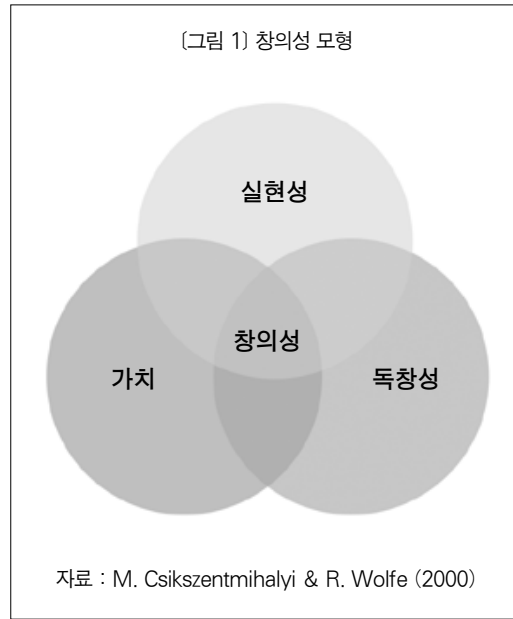 〔그림 1〕 창의성 모형
실현성
창의성
가치 독창성
자료 : M. Csikszentmihalyi & R. Wolfe (2000)